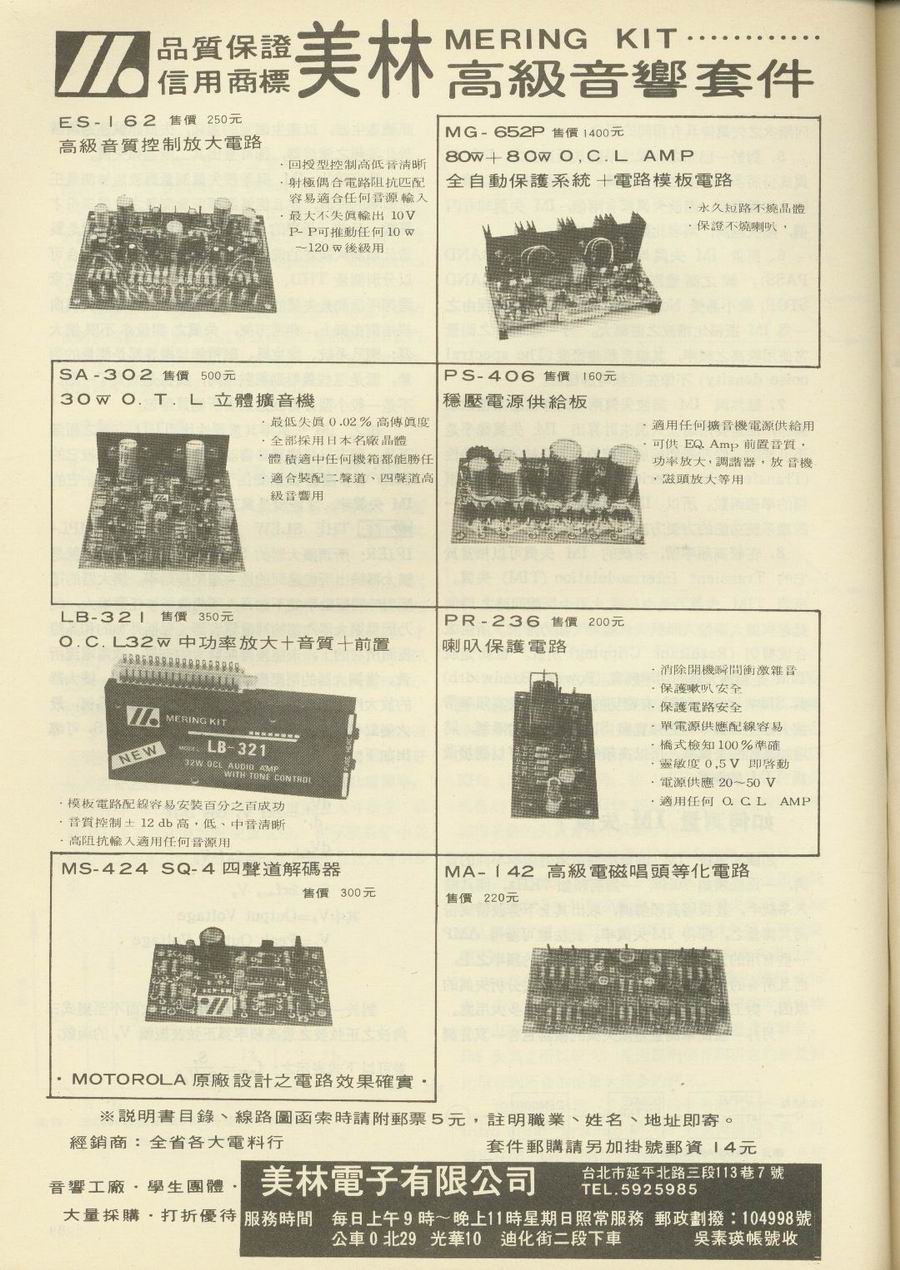 品質保證
信用商標
美林
MERING KIT············
高級音響套件
ES-162 售價 250元
高級音質控制放大電路
·回授型控制高低音清晰
·射極偶合電路阻抗匹配
容易適合任何音源輸入
·最大不失眞輸出 10V
P-P可推動任何10 w
～120 w後級用
MG-652P 售價1400元
80w＋80w O,C.L AMP
全自動保護系統＋電路模板電路
·永久短路不燒晶體
·保證不燒喇叭·
SA-302 售價 500元
30w O.T.L 立體擴音機
·最低失眞 0.02% 高傳眞度
·全部採用日本名廠晶體
·體積適中任何機箱都能勝任
適合裝配二聲道、四聲道高
級音響用
PS-406 售價 160元
穩壓電源供給板
·適用任何擴音機電源供給用
·可供 EQ. Amp 前置音質，
功率放大，調諧器，放音機
磁頭放大等用
LB-321 售價 350元
O.C.L32w 中功率放大＋音質＋前置
MERING KIT
NEW
MODEL LB-321
32W OCL AUDIO AMP
WITH TONE CONTROL
·模板電路配線容易安裝百分之百成功
·音質控制± 12 db 高，低、中音清晰
·高阻抗輸入適用任何音源用
PR-236 售價 200元
喇叭保護電路
·消除開機瞬間衝激雜音
·保護喇叭安全
·保護電路安全
·單電源供應配線容易
·橋式檢知100%準確
·靈敏度 0,5V 即啓動
·電源供應 20～50 V
·適用任何 O.C.L AMP
MS-424 SQ-4 四聲道解碼器
售價 300元
·MOTOROLA 原廠設計之電路效果確實·
MA-142 高級電磁唱頭等化電路
售價 220元
※説明書目錄、線路圖函索時請附郵票5元，註明職業、姓名、地址即寄。
經銷商：全省各大電料行
套件郵購請另加掛號郵資 14元
音響工廠·學生團體·
大量採購·打折優待
美林電子有限公司
台北市延平北路三段113巷7號
TEL.5925985
服務時間 每日上午9時～晚上11時星期日照常服務 郵政劃撥：104998號
公車0北29 光華10 迪化街二段下車 吳素瑛帳號收